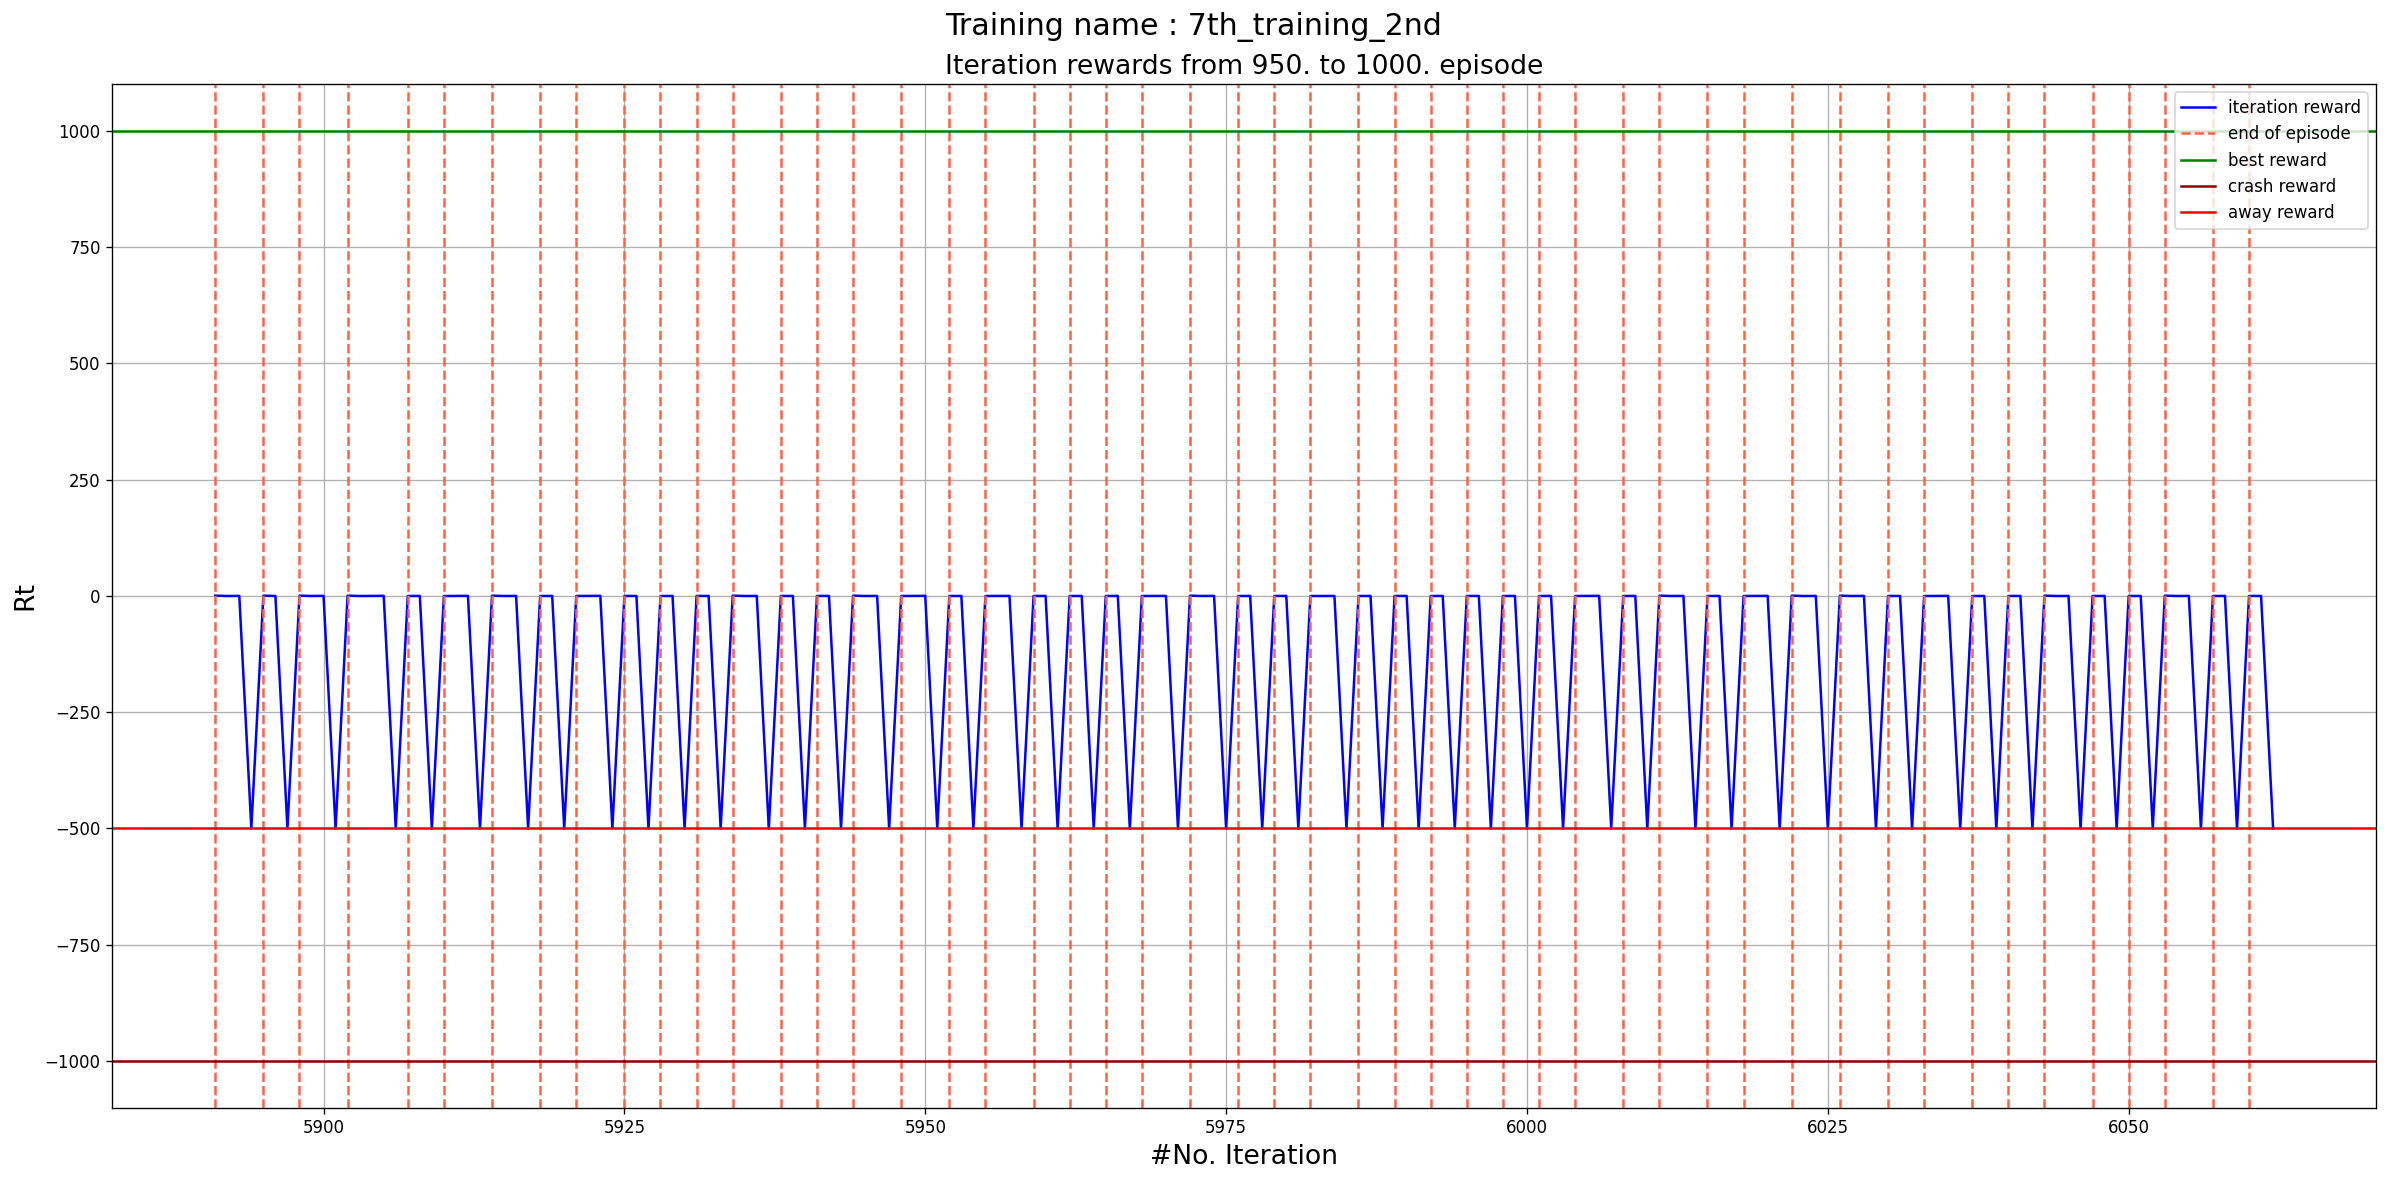 Training name : 7th_training_2nd
Iteration rewards from 950. to 1000. episode
iteration reward
end of episode
best reward
crash reward
away reward
1000
750
500
250
0
−250
−500
−750
−1000
Rt
5900 5925 5950 5975 6000 6025 6050
#No. Iteration